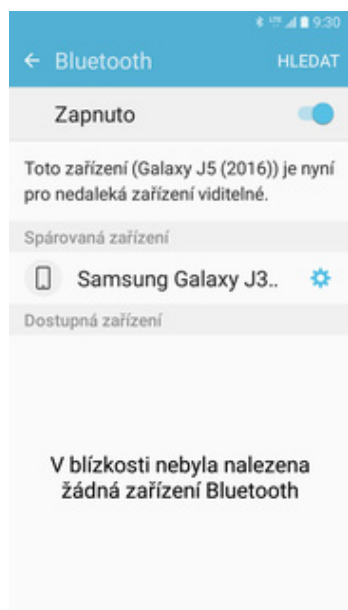 LTE 9:30
Bluetooth HLEDAT
Zapnuto
Toto zařízení (Galaxy J5 (2016)) je nyní
pro nedaleká zařízení viditelné.
Spárovaná zařízení
Samsung Galaxy J3..
Dostupná zařízení
V blízkosti nebyla nalezena
žádná zařízení Bluetooth